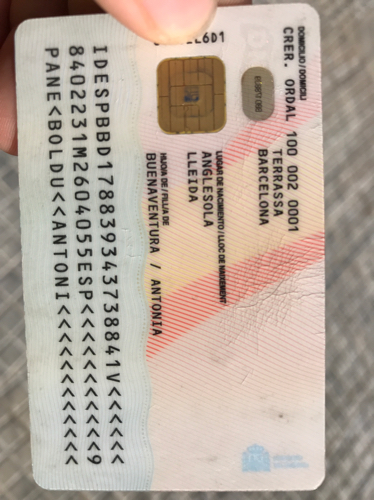 DOMICILIO / DOMICILI
CRER. ORDAL 100 002 0001
TERRASSA
BARCELONA
LUGAR DE NACIMIENTO / LLOC DE NAIXEMENT
ANGLESOLA
LLEIDA
HIJO/A DE / FILL/A DE
BUENAVENTURA / ANTONIA
IDESPBBD178839343738841V<<<<<<
8402231M2604055ESP<<<<<<<<<<<9
PANE<BOLDU<<ANTONI<<<<<<<<<<<<